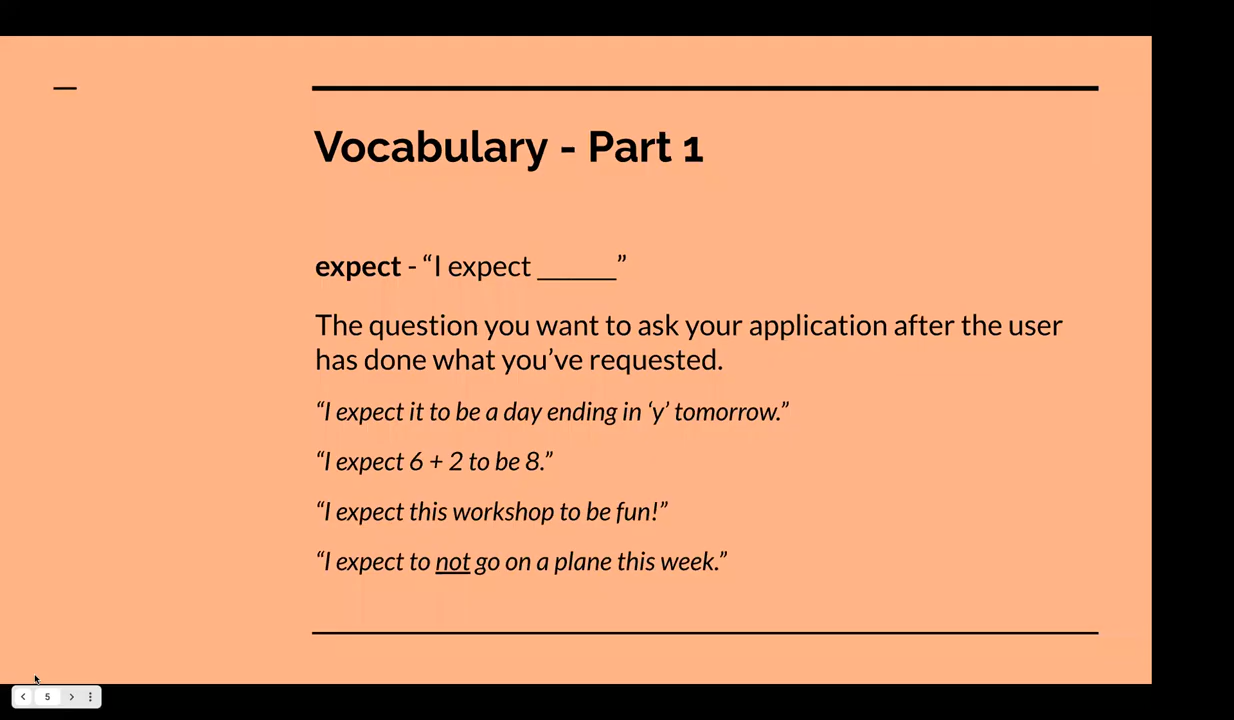 Vocabulary - Part 1
expect - “I expect ______”
The question you want to ask your application after the user
has done what you’ve requested.
“I expect it to be a day ending in ‘y’ tomorrow.”
“I expect 6 + 2 to be 8.”
“I expect this workshop to be fun!”
“I expect to not go on a plane this week.”
5